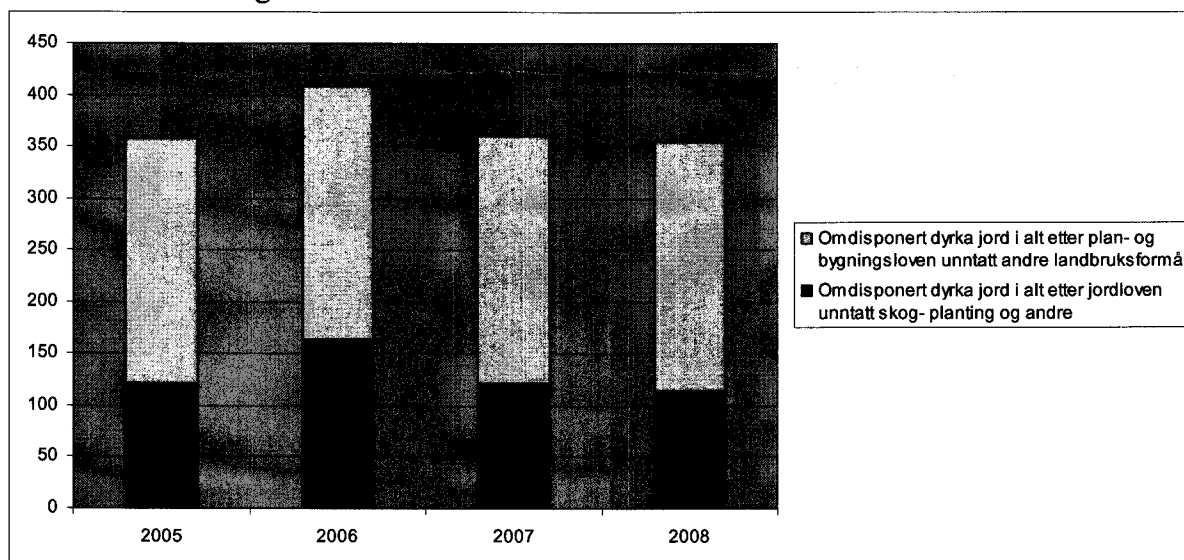 450
400
350
300
250
200
150
100
50
0
2005 2006 2007 2008
Omdisponert dyrka jord i alt etter plan- og
bygningsloven unntatt andre landbruksformå
Omdisponert dyrka jord i alt etter jordloven
unntatt skog- planting og andre